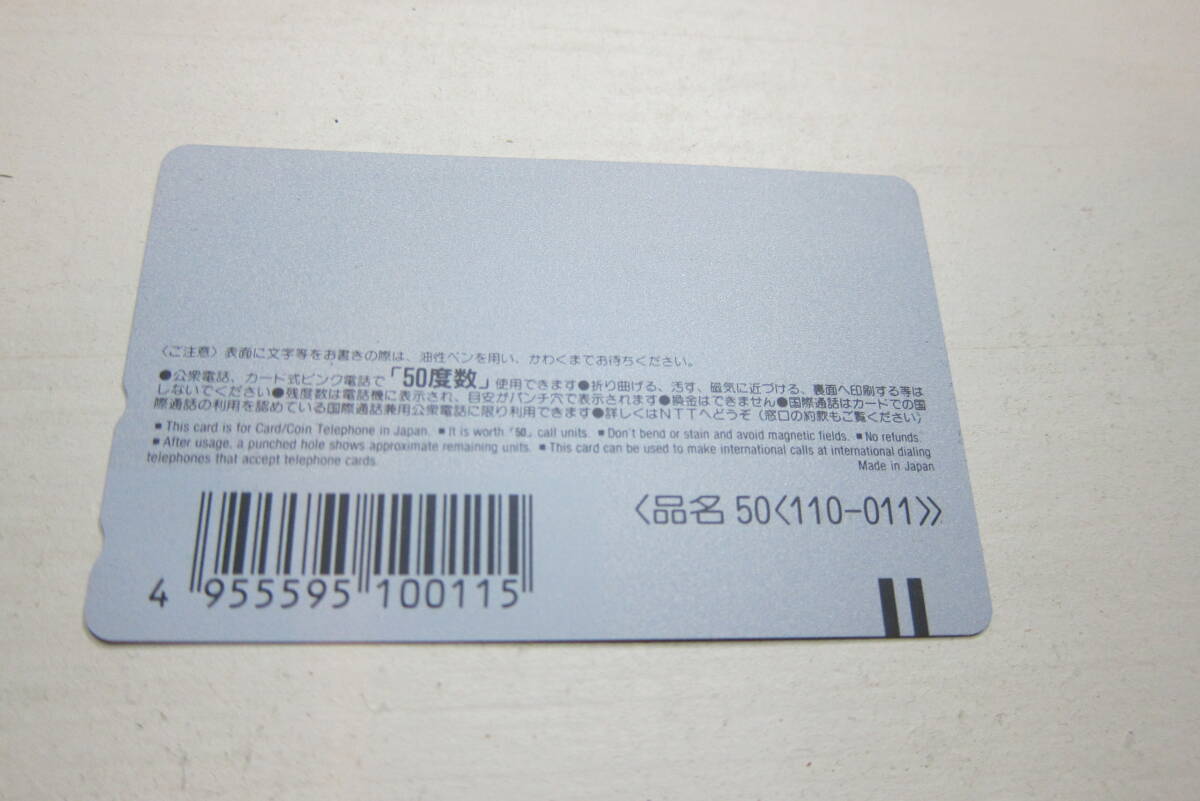 〈ご注意〉表面に文字等をお書きの際は、油性ペンを用い、かわくまでお待ちください。
●公衆電話、カード式ピンク電話で「50度数」使用できます●折り曲げる、汚す、磁気に近づける、裏面へ印刷する等は
しないでください●残度数は電話機に表示され、目安がパンチ穴で表示されます●換金はできません●国際通話はカードでの国
際通話の利用を認めている国際通話兼用公衆電話に限り利用できます●詳しくはNTTへどうぞ（窓口の約款もご覧ください）
■ This card is for Card/Coin Telephone in Japan. ■ It is worth「50」call units. ■ Don't bend or stain and avoid magnetic fields. ■ No refunds.
■ After usage, a punched hole shows approximate remaining units. ■ This card can be used to make international calls at international dialing
telephones that accept telephone cards.
Made in Japan
〈品名 50〈110-011〉〉
4 955595 100115